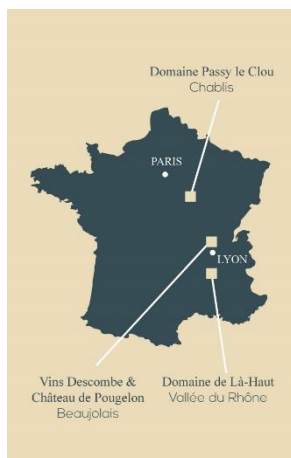 Domaine Passy le Clou
Chablis
PARIS
LYON
Vins Descombe &
Château de Pougelon
Beaujolais
Domaine de Là-Haut
Vallée du Rhône